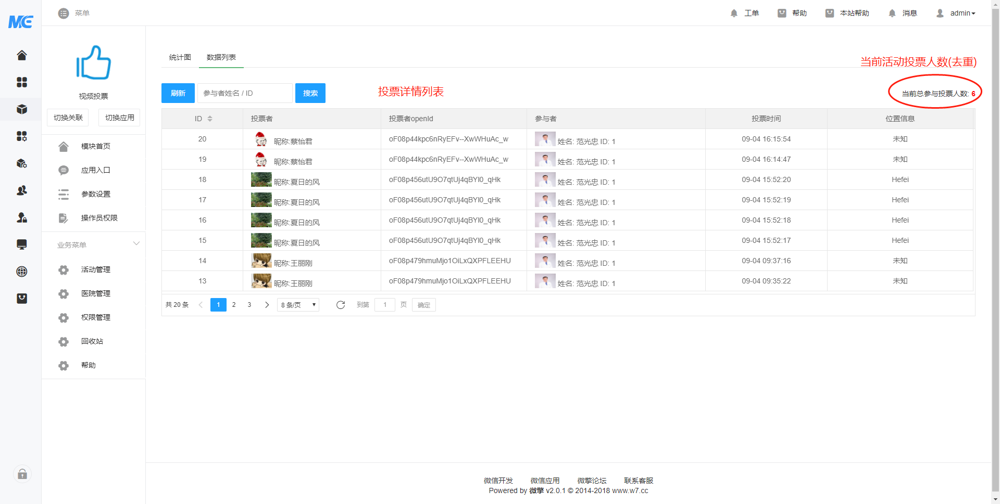 ME
菜单
工单
帮助
本站帮助
消息
admin
视频投票
切换关联
切换应用
模块首页
应用入口
参数设置
操作员权限
业务菜单
活动管理
医院管理
权限管理
回收站
帮助
统计图 数据列表
当前活动投票人数(去重)
刷新 参与者姓名 / ID 搜索
投票详情列表
当前总参与投票人数: 6
ID 投票者 投票者openId 参与者 投票时间 位置信息
20 昵称:蔡怡君 oF08p44kpc6nRyEFv--XwWHuAc_w 姓名: 范光忠 ID: 1 09-04 16:15:54 未知
19 昵称:蔡怡君 oF08p44kpc6nRyEFv--XwWHuAc_w 姓名: 范光忠 ID: 1 09-04 16:14:47 未知
18 昵称:夏日的风 oF08p456utU9O7qtUj4qBYI0_qHk 姓名: 范光忠 ID: 1 09-04 15:52:20 Hefei
17 昵称:夏日的风 oF08p456utU9O7qtUj4qBYI0_qHk 姓名: 范光忠 ID: 1 09-04 15:52:19 Hefei
16 昵称:夏日的风 oF08p456utU9O7qtUj4qBYI0_qHk 姓名: 范光忠 ID: 1 09-04 15:52:18 Hefei
15 昵称:夏日的风 oF08p456utU9O7qtUj4qBYI0_qHk 姓名: 范光忠 ID: 1 09-04 15:52:17 Hefei
14 昵称:王丽刚 oF08p479hmuMjo1OiLxQXPFLEEHU 姓名: 范光忠 ID: 1 09-04 09:37:16 未知
13 昵称:王丽刚 oF08p479hmuMjo1OiLxQXPFLEEHU 姓名: 范光忠 ID: 1 09-04 09:35:22 未知
共 20 条 1 2 3 8 条/页 到第 1 页 确定
微信开发 微信应用 微擎论坛 联系客服
Powered by 微擎 v2.0.1 © 2014-2018 www.w7.cc